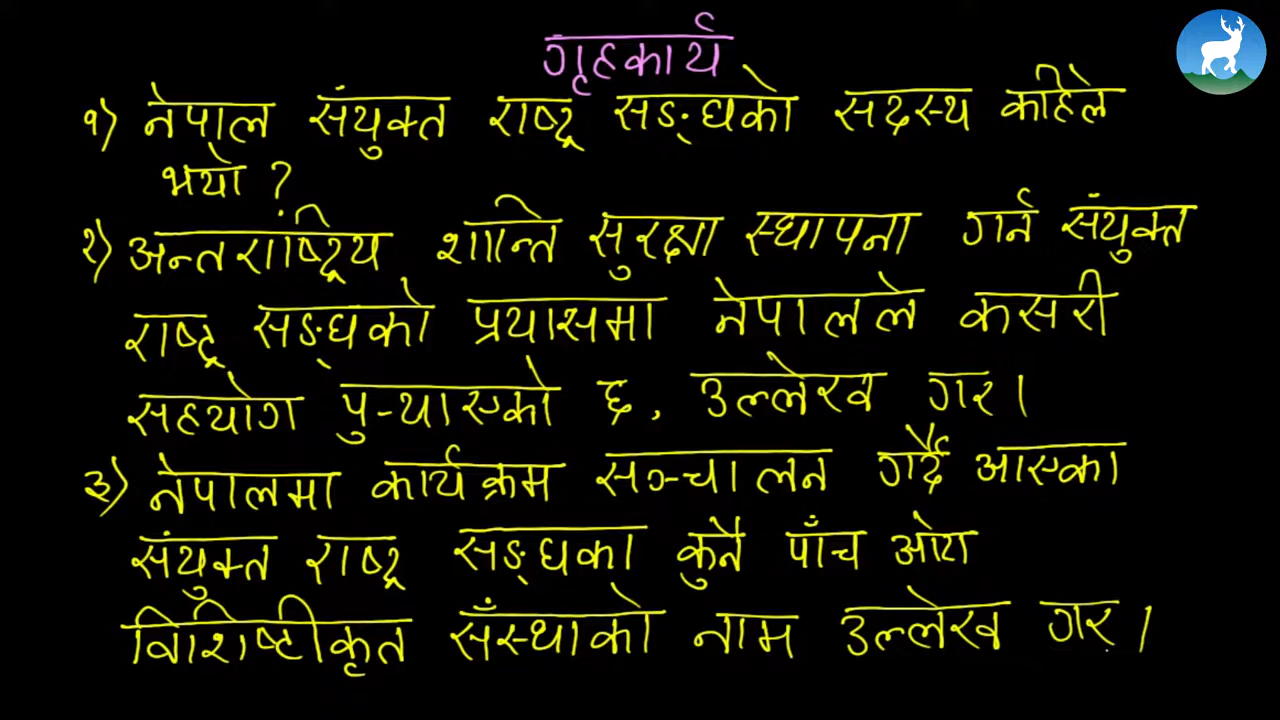 गृहकार्य
१) नेपाल संयुक्त राष्ट्र सङ्घको सदस्य कहिले
भयो ?
२) अन्तर्राष्ट्रिय शान्ति सुरक्षा स्थापना गर्न संयुक्त
राष्ट्र सङ्घको प्रयासमा नेपालले कसरी
सहयोग पु-याएको छ, उल्लेख गर।
३) नेपालमा कार्यक्रम सञ्चालन गर्दै आएका
संयुक्त राष्ट्र सङ्घका कुनै पाँच ओटा
विशिष्टीकृत सँस्थाको नाम उल्लेख गर।